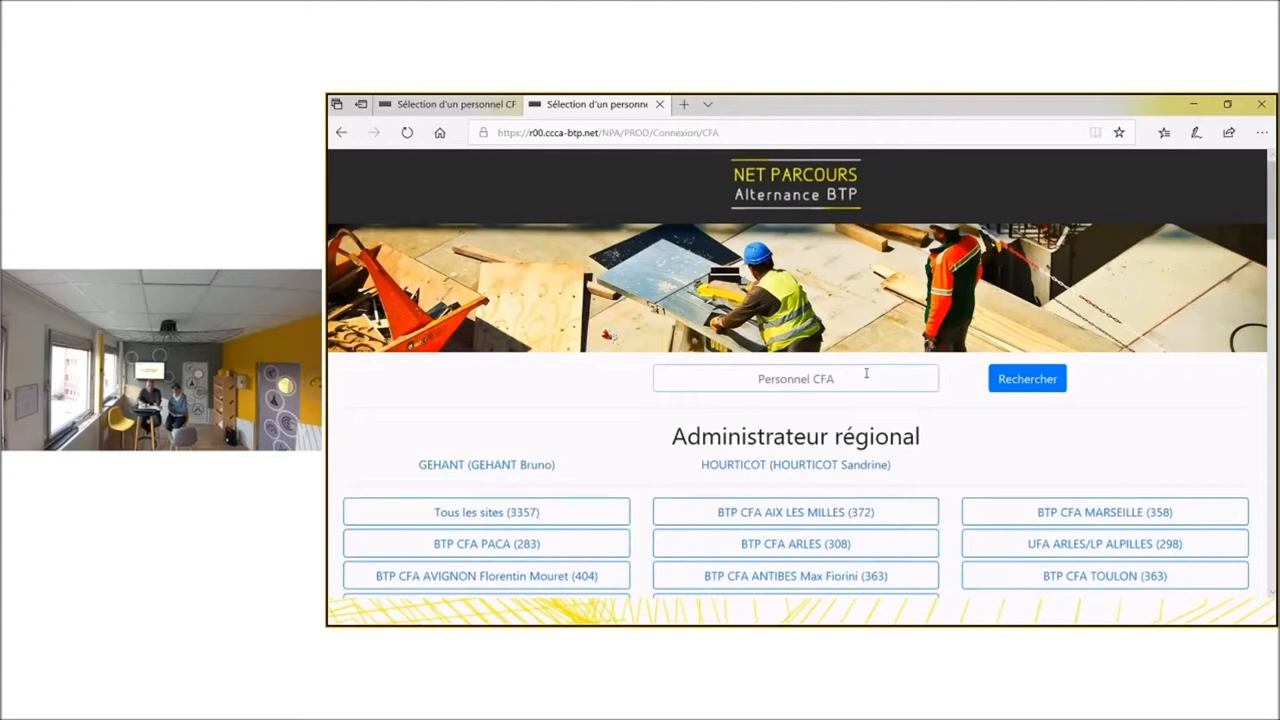 Sélection d'un personnel CF
Sélection d'un personn
https://r00.ccca-btp.net/NPA/PROD/Connexion/CFA
NET PARCOURS
Alternance BTP
Personnel CFA
Rechercher
Administrateur régional
GEHANT (GEHANT Bruno)
HOURTICOT (HOURTICOT Sandrine)
Tous les sites (3357)
BTP CFA AIX LES MILLES (372)
BTP CFA MARSEILLE (358)
BTP CFA PACA (283)
BTP CFA ARLES (308)
UFA ARLES/LP ALPILLES (298)
BTP CFA AVIGNON Florentin Mouret (404)
BTP CFA ANTIBES Max Fiorini (363)
BTP CFA TOULON (363)